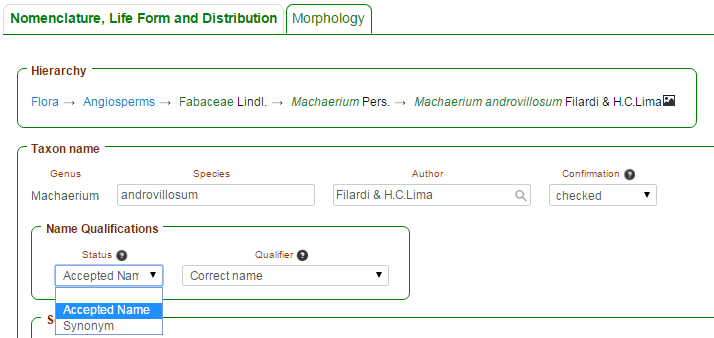 Nomenclature, Life Form and Distribution Morphology
Hierarchy
Flora → Angiosperms → Fabaceae Lindl. → Machaerium Pers. → Machaerium androvillosum Filardi & H.C.Lima
Taxon name
Genus Species Author Confirmation ?
Machaerium androvillosum Filardi & H.C.Lima checked
Name Qualifications
Status ? Qualifier ?
Accepted Nam Correct name
Accepted Name
Synonym